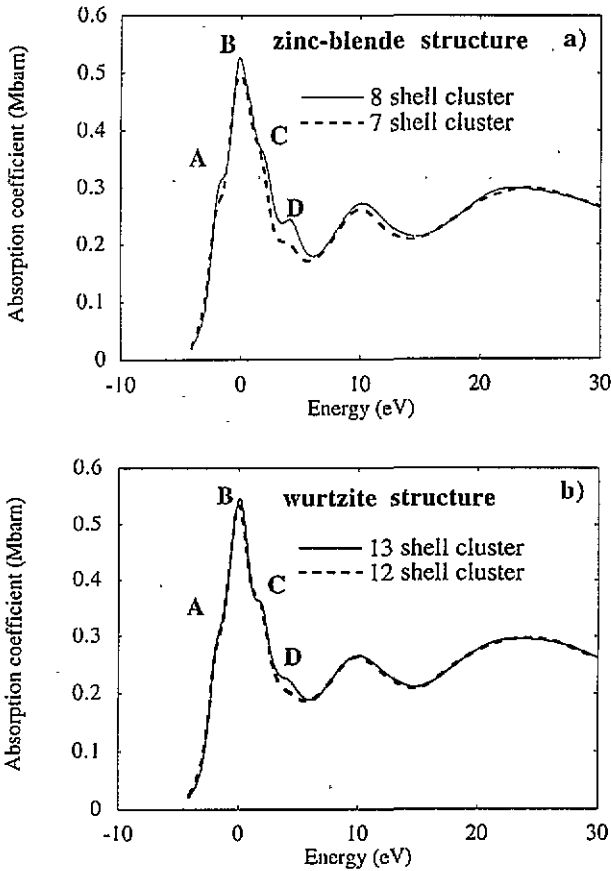 0.6
B
zinc-blende structure a)
0.5
8 shell cluster
7 shell cluster
0.4
C
A
0.3
D
0.2
0.1
0
-10 0 10 20 30
Energy (eV)
Absorption coefficient (Mbarn)
0.6
B
wurtzite structure b)
0.5
13 shell cluster
12 shell cluster
0.4
C
A
0.3
D
0.2
0.1
0
-10 0 10 20 30
Energy (eV)
Absorption coefficient (Mbarn)